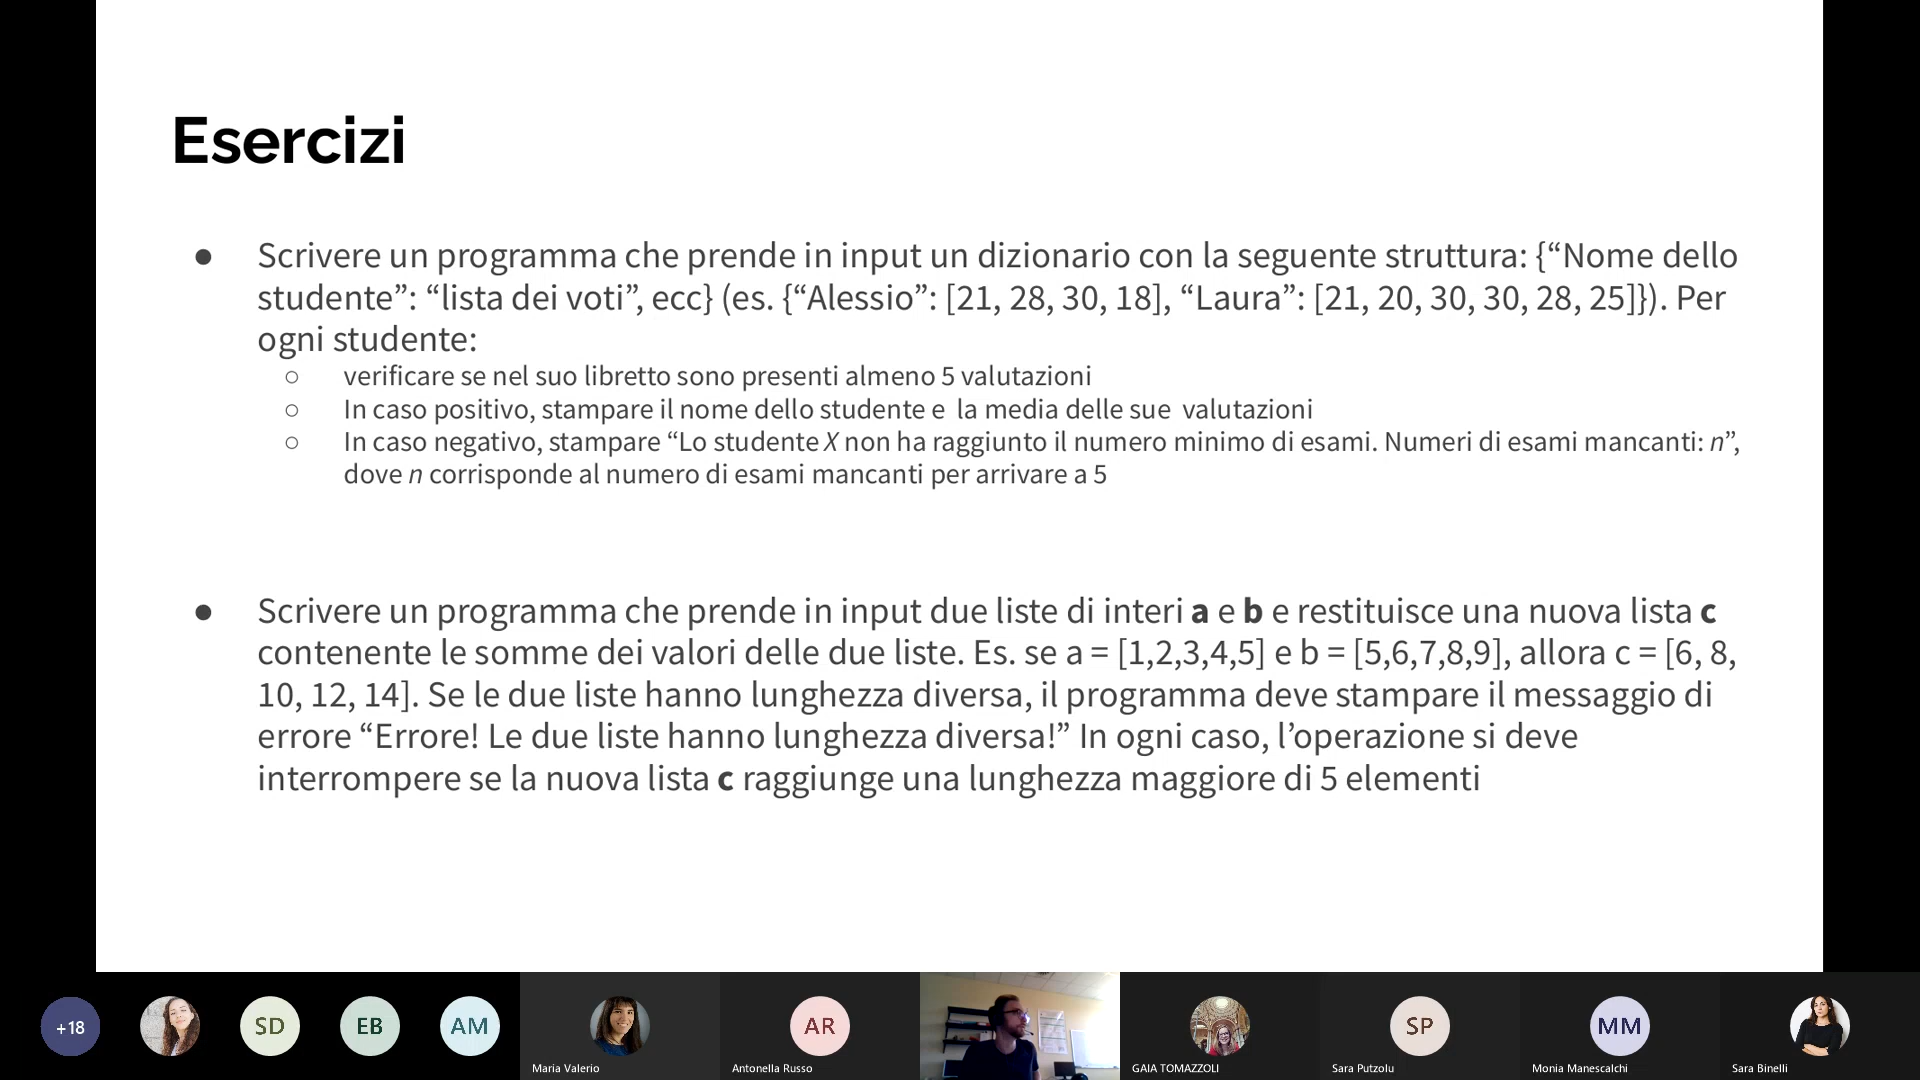 Esercizi
● Scrivere un programma che prende in input un dizionario con la seguente struttura: {“Nome dello
studente”: “lista dei voti”, ecc} (es. {“Alessio”: [21, 28, 30, 18], “Laura”: [21, 20, 30, 30, 28, 25]}). Per
ogni studente:
○ verificare se nel suo libretto sono presenti almeno 5 valutazioni
○ In caso positivo, stampare il nome dello studente e  la media delle sue  valutazioni
○ In caso negativo, stampare “Lo studente X non ha raggiunto il numero minimo di esami. Numeri di esami mancanti: n”,
dove n corrisponde al numero di esami mancanti per arrivare a 5
● Scrivere un programma che prende in input due liste di interi a e b e restituisce una nuova lista c
contenente le somme dei valori delle due liste. Es. se a = [1,2,3,4,5] e b = [5,6,7,8,9], allora c = [6, 8,
10, 12, 14]. Se le due liste hanno lunghezza diversa, il programma deve stampare il messaggio di
errore “Errore! Le due liste hanno lunghezza diversa!” In ogni caso, l’operazione si deve
interrompere se la nuova lista c raggiunge una lunghezza maggiore di 5 elementi
+18
SD
EB
AM
Maria Valerio
AR
Antonella Russo
GAIA TOMAZZOLI
SP
Sara Putzolu
MM
Monia Manescalchi
Sara Binelli